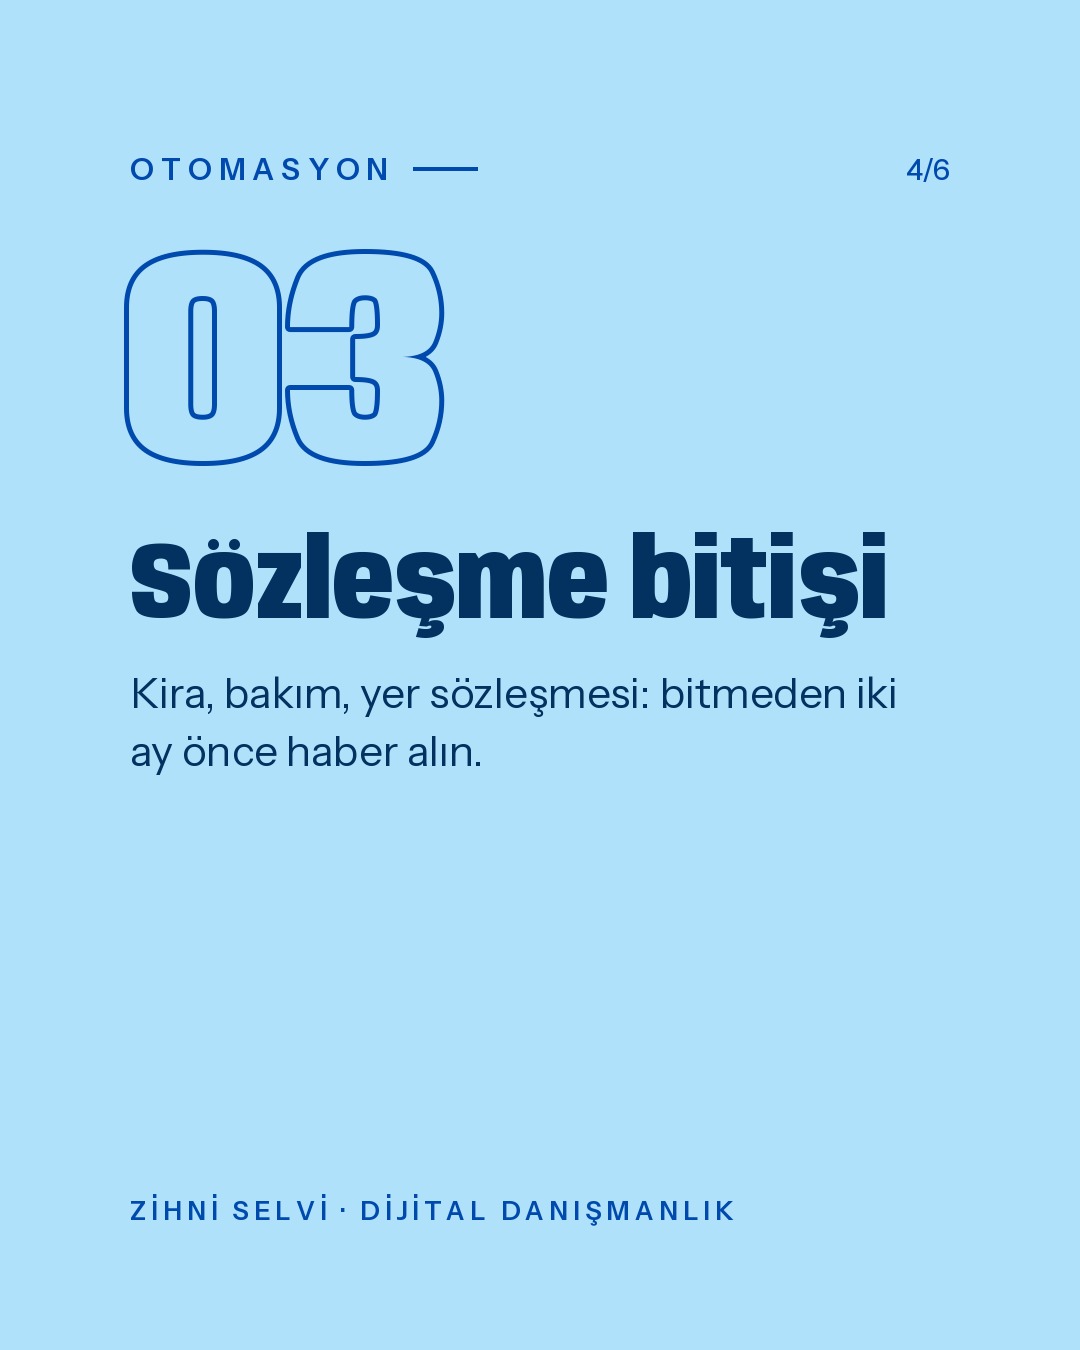 OTOMASYON
4/6
03
Sözleşme bitişi
Kira, bakım, yer sözleşmesi: bitmeden iki
ay önce haber alın.
ZİHNİ SELVİ · DİJİTAL DANIŞMANLIK